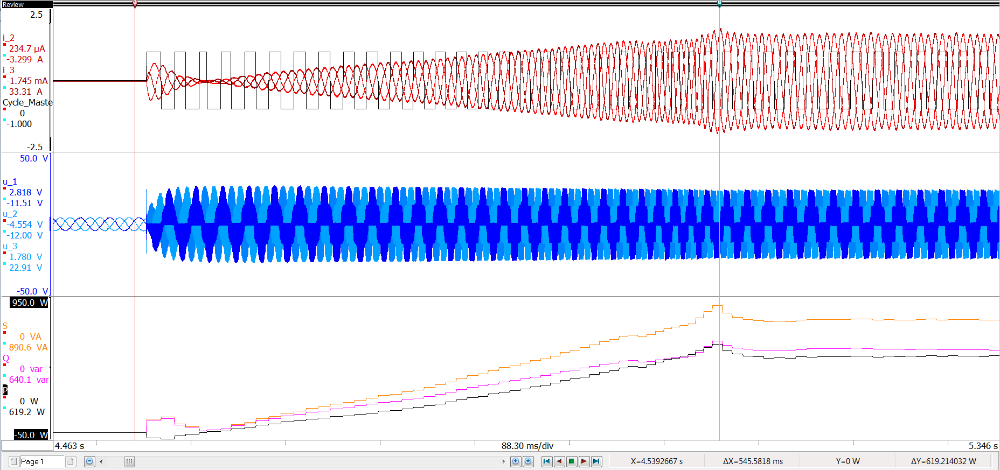 Review
1
2
2.5
i_2
234.7 µA
-3.299 A
i_3
-1.745 mA
33.31 A
Cycle_Maste
0
-1.000
-2.5
50.0 V
u_1
2.818 V
-11.51 V
u_2
-4.554 V
-12.00 V
u_3
1.780 V
22.91 V
-50.0 V
950.0 W
S
0 VA
890.6 VA
Q
0 var
640.1 var
P
0 W
619.2 W
-50.0 W
4.463 s 88.30 ms/div 5.346 s
Page 1 X=4.5392667 s ΔX=545.5818 ms Y=0 W ΔY=619.214032 W